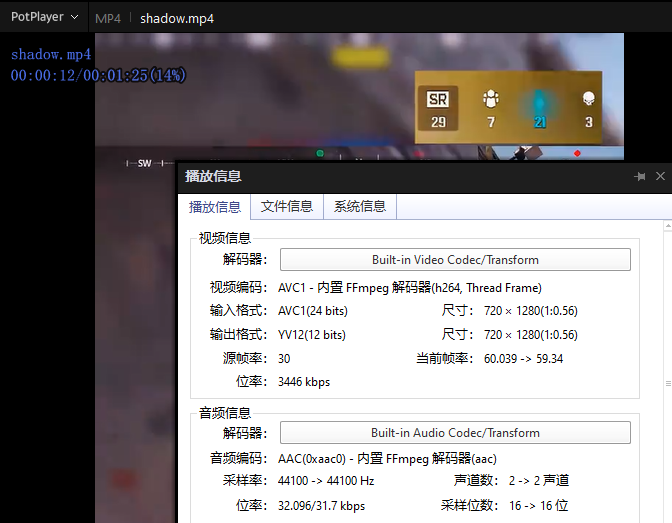 PotPlayer MP4 shadow.mp4
shadow.mp4
00:00:12/00:01:25(14%)
SR
29 7 21 3
SW
播放信息
播放信息 文件信息 系统信息
视频信息
解码器： Built-in Video Codec/Transform
视频编码： AVC1 - 内置 FFmpeg 解码器(h264, Thread Frame)
输入格式： AVC1(24 bits) 尺寸： 720 × 1280(1:0.56)
输出格式： YV12(12 bits) 尺寸： 720 × 1280(1:0.56)
源帧率： 30 当前帧率： 60.039 -> 59.34
位率： 3446 kbps
音频信息
解码器： Built-in Audio Codec/Transform
音频编码： AAC(0xaac0) - 内置 FFmpeg 解码器(aac)
采样率： 44100 -> 44100 Hz 声道数： 2 -> 2 声道
位率： 32.096/31.7 kbps 采样位数： 16 -> 16 位